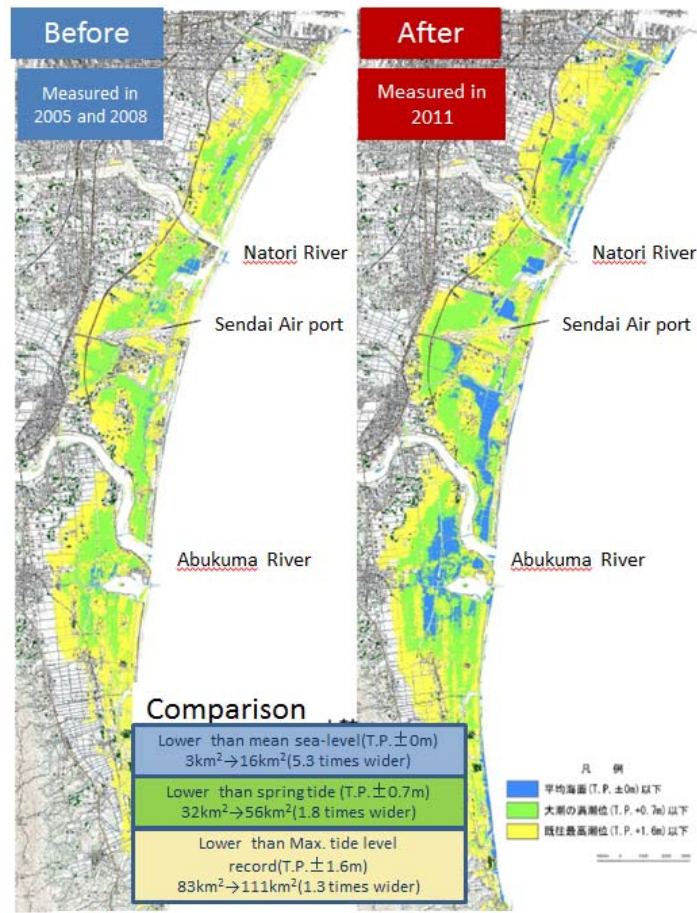 Before
After
Measured in
2005 and 2008
Measured in
2011
Natori River
Natori River
Sendai Air port
Sendai Air port
Abukuma River
Abukuma River
Comparison
Lower than mean sea-level(T.P.±0m)
3km²→16km²(5.3 times wider)
Lower than spring tide (T.P.±0.7m)
32km²→56km²(1.8 times wider)
Lower than Max. tide level
record(T.P.±1.6m)
83km²→111km²(1.3 times wider)
凡 例
平均海面(T.P. ±0m)以下
大潮の満潮位(T.P. +0.7m)以下
既往最高潮位(T.P. +1.6m)以下